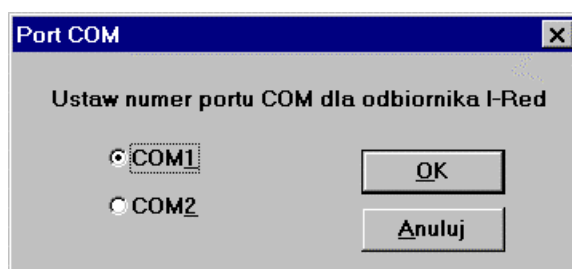 Port COM
Ustaw numer portu COM dla odbiornika I-Red
COM1
OK
COM2
Anuluj